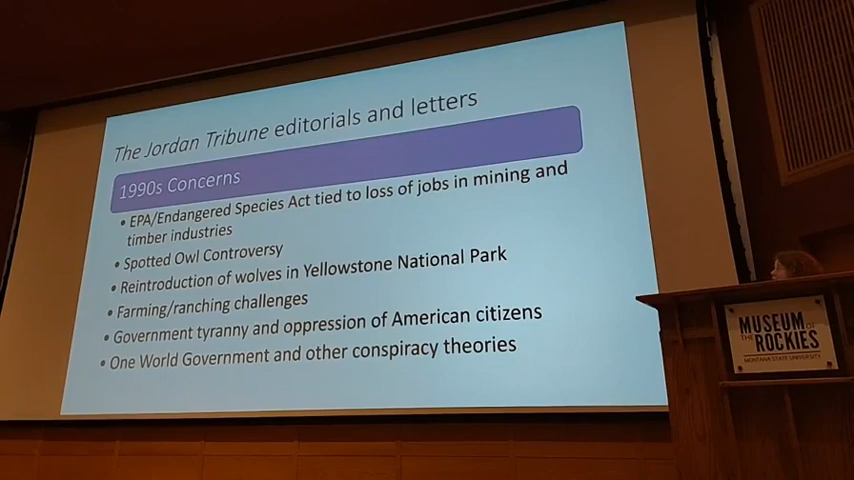 The Jordan Tribune editorials and letters
1990s Concerns
• EPA/Endangered Species Act tied to loss of jobs in mining and
timber industries
• Spotted Owl Controversy
• Reintroduction of wolves in Yellowstone National Park
• Farming/ranching challenges
• Government tyranny and oppression of American citizens
• One World Government and other conspiracy theories
MUSEUM OF
THE ROCKIES
MONTANA STATE UNIVERSITY